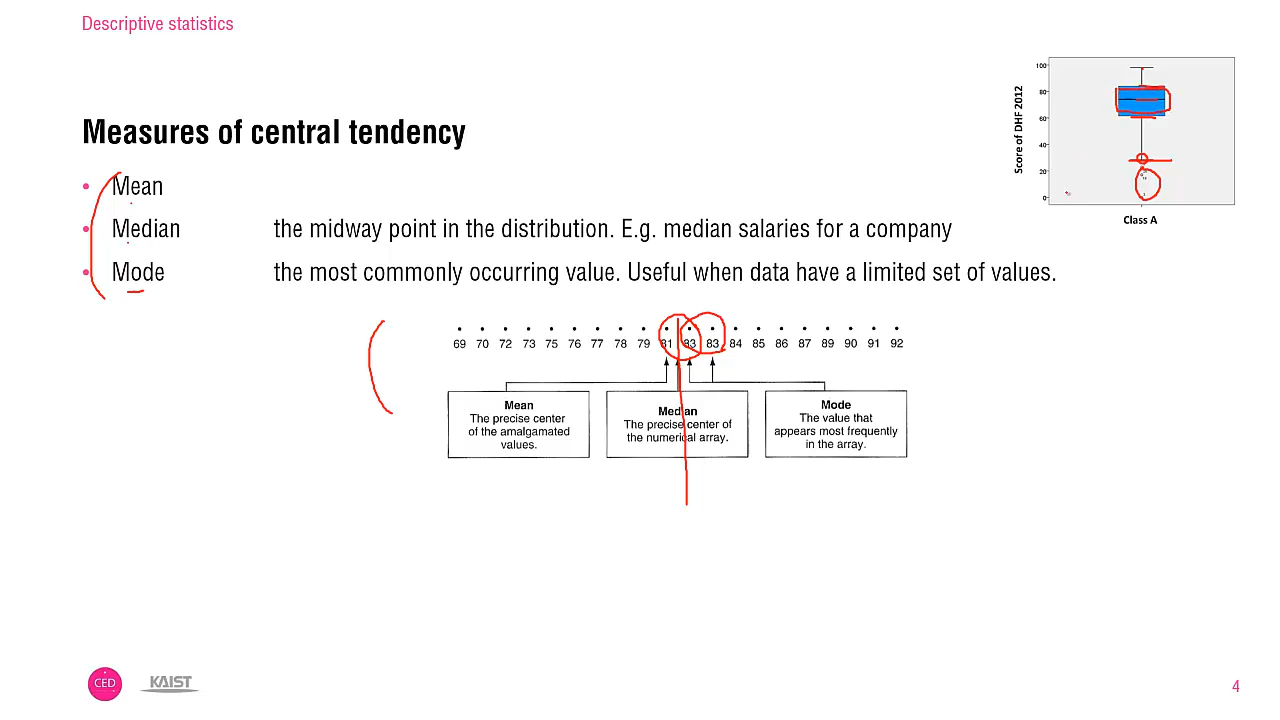 Descriptive statistics
Measures of central tendency
• Mean
• Median the midway point in the distribution. E.g. median salaries for a company
• Mode the most commonly occurring value. Useful when data have a limited set of values.
100
80
60
40
20
0
Score of DHF 2012
Class A
69 70 72 73 75 76 77 78 79 81 83 83 84 85 86 87 89 90 91 92
Mean
The precise center
of the amalgamated
values.
Median
The precise center of
the numerical array.
Mode
The value that
appears most frequently
in the array.
CED KAIST
4